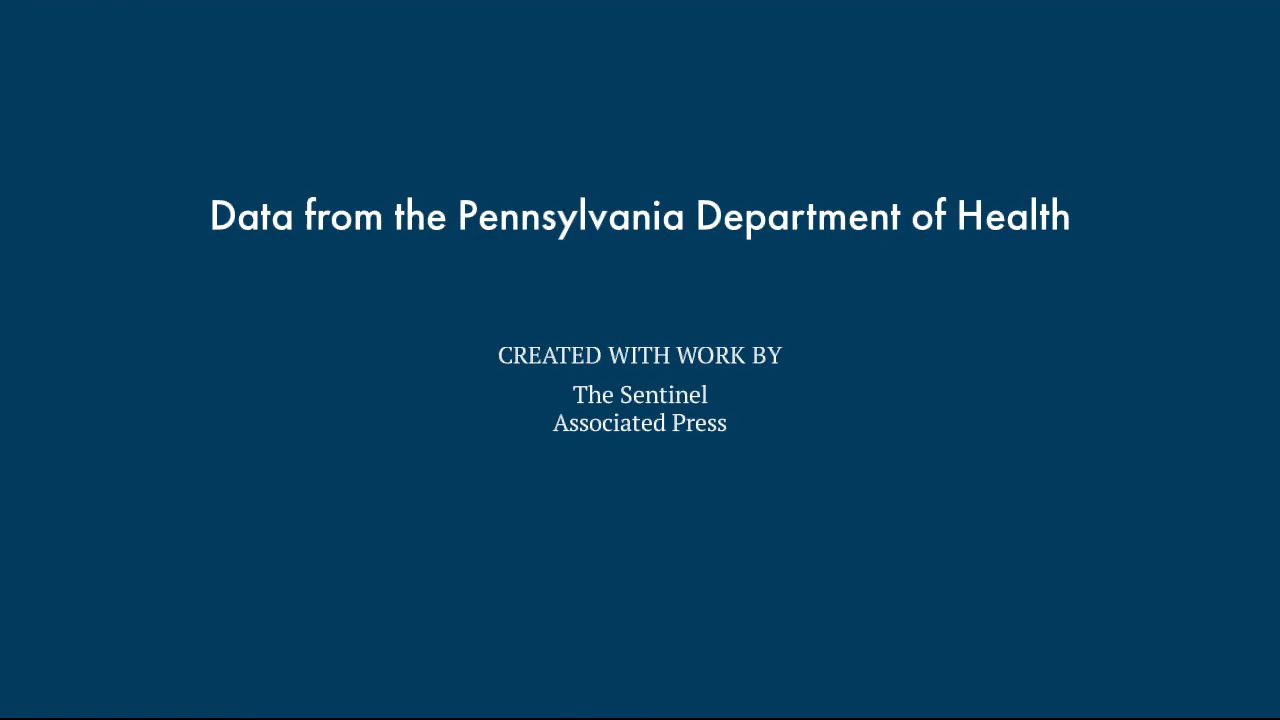 Data from the Pennsylvania Department of Health
CREATED WITH WORK BY
The Sentinel
Associated Press